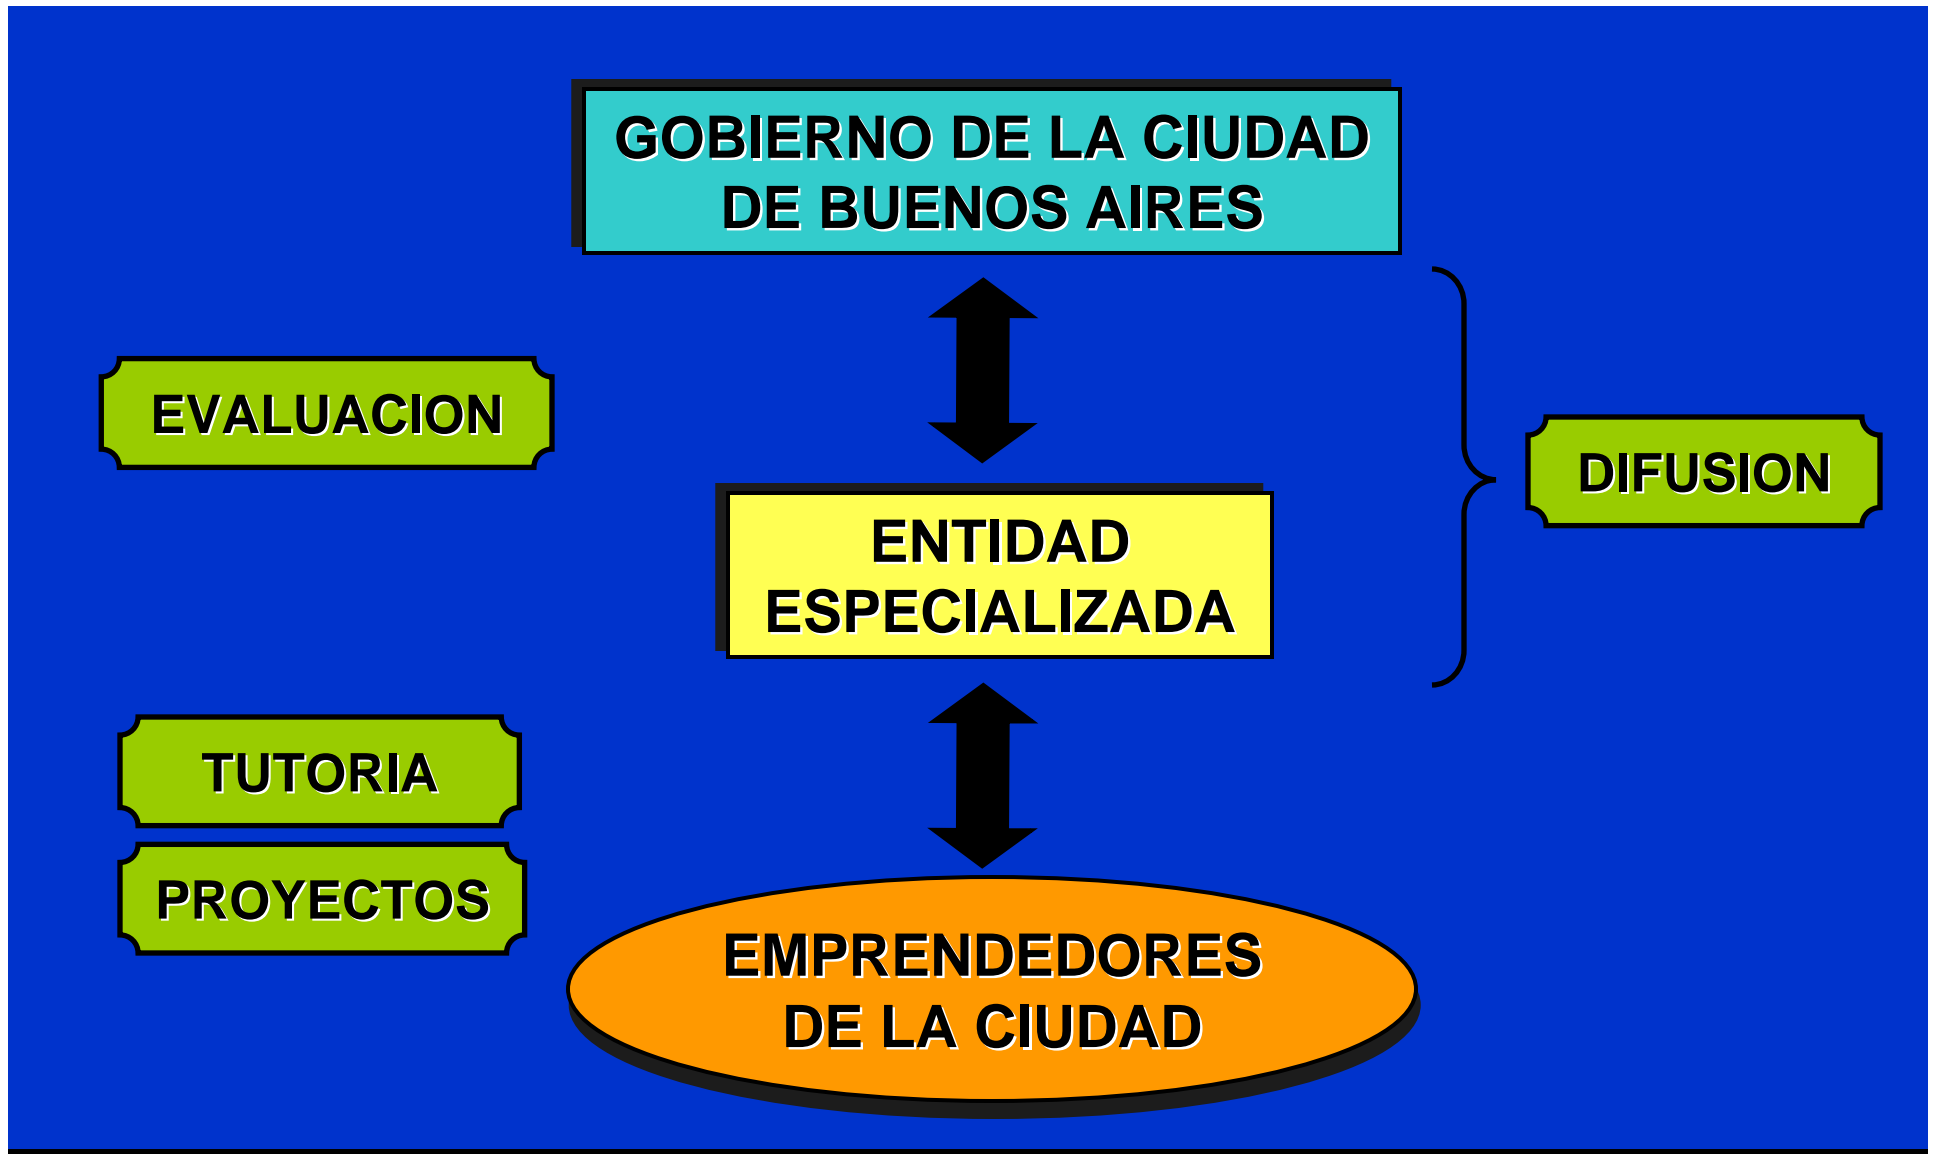 GOBIERNO DE LA CIUDAD
DE BUENOS AIRES
EVALUACION
DIFUSION
ENTIDAD
ESPECIALIZADA
TUTORIA
PROYECTOS
EMPRENDEDORES
DE LA CIUDAD